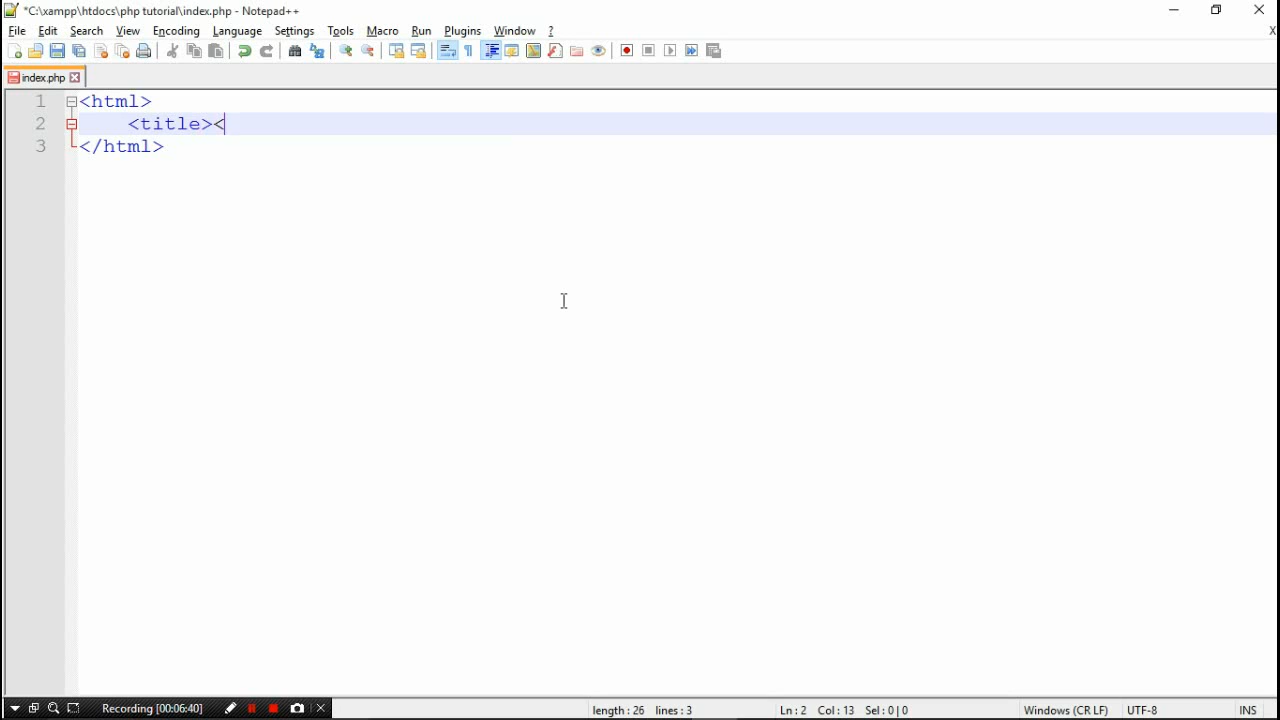 *C:\xampp\htdocs\php tutorial\index.php - Notepad++
File Edit Search View Encoding Language Settings Tools Macro Run Plugins Window ? X
index.php
1 <html>
2 <title><
3 </html>
Recording [00:06:40]
length : 26 lines : 3 Ln : 2 Col : 13 Sel : 0 | 0 Windows (CR LF) UTF-8 INS